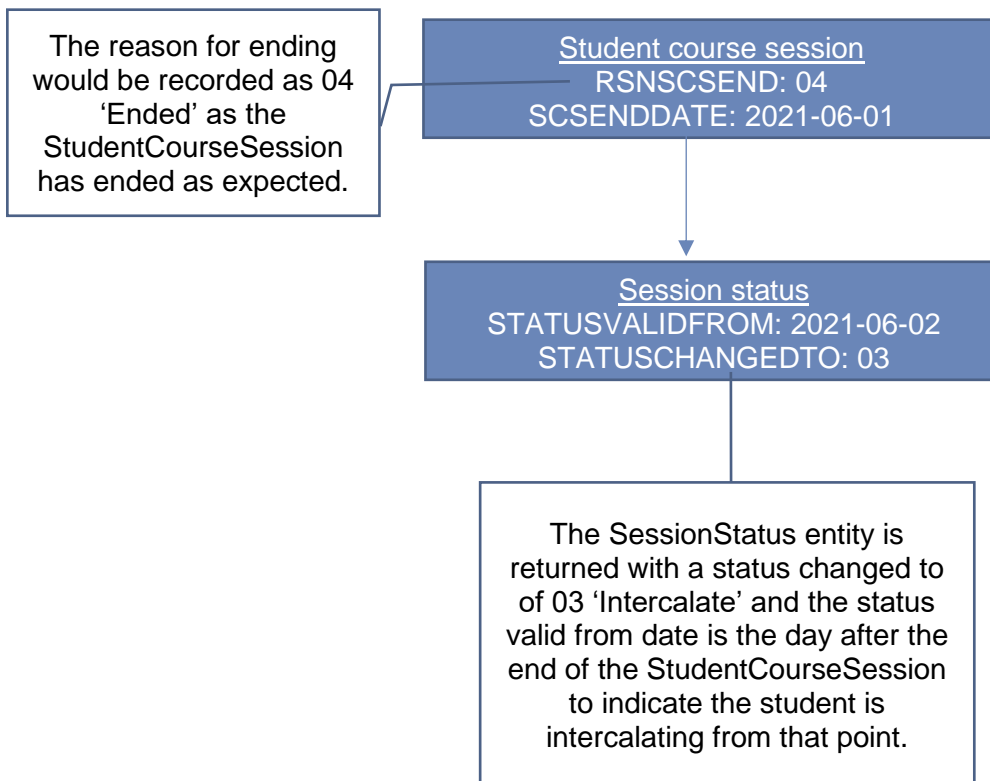 The reason for ending
would be recorded as 04
‘Ended’ as the
StudentCourseSession
has ended as expected.
Student course session
RSNSCSEND: 04
SCSENDDATE: 2021-06-01
Session status
STATUSVALIDFROM: 2021-06-02
STATUSCHANGEDTO: 03
The SessionStatus entity is
returned with a status changed to
of 03 ‘Intercalate’ and the status
valid from date is the day after the
end of the StudentCourseSession
to indicate the student is
intercalating from that point.